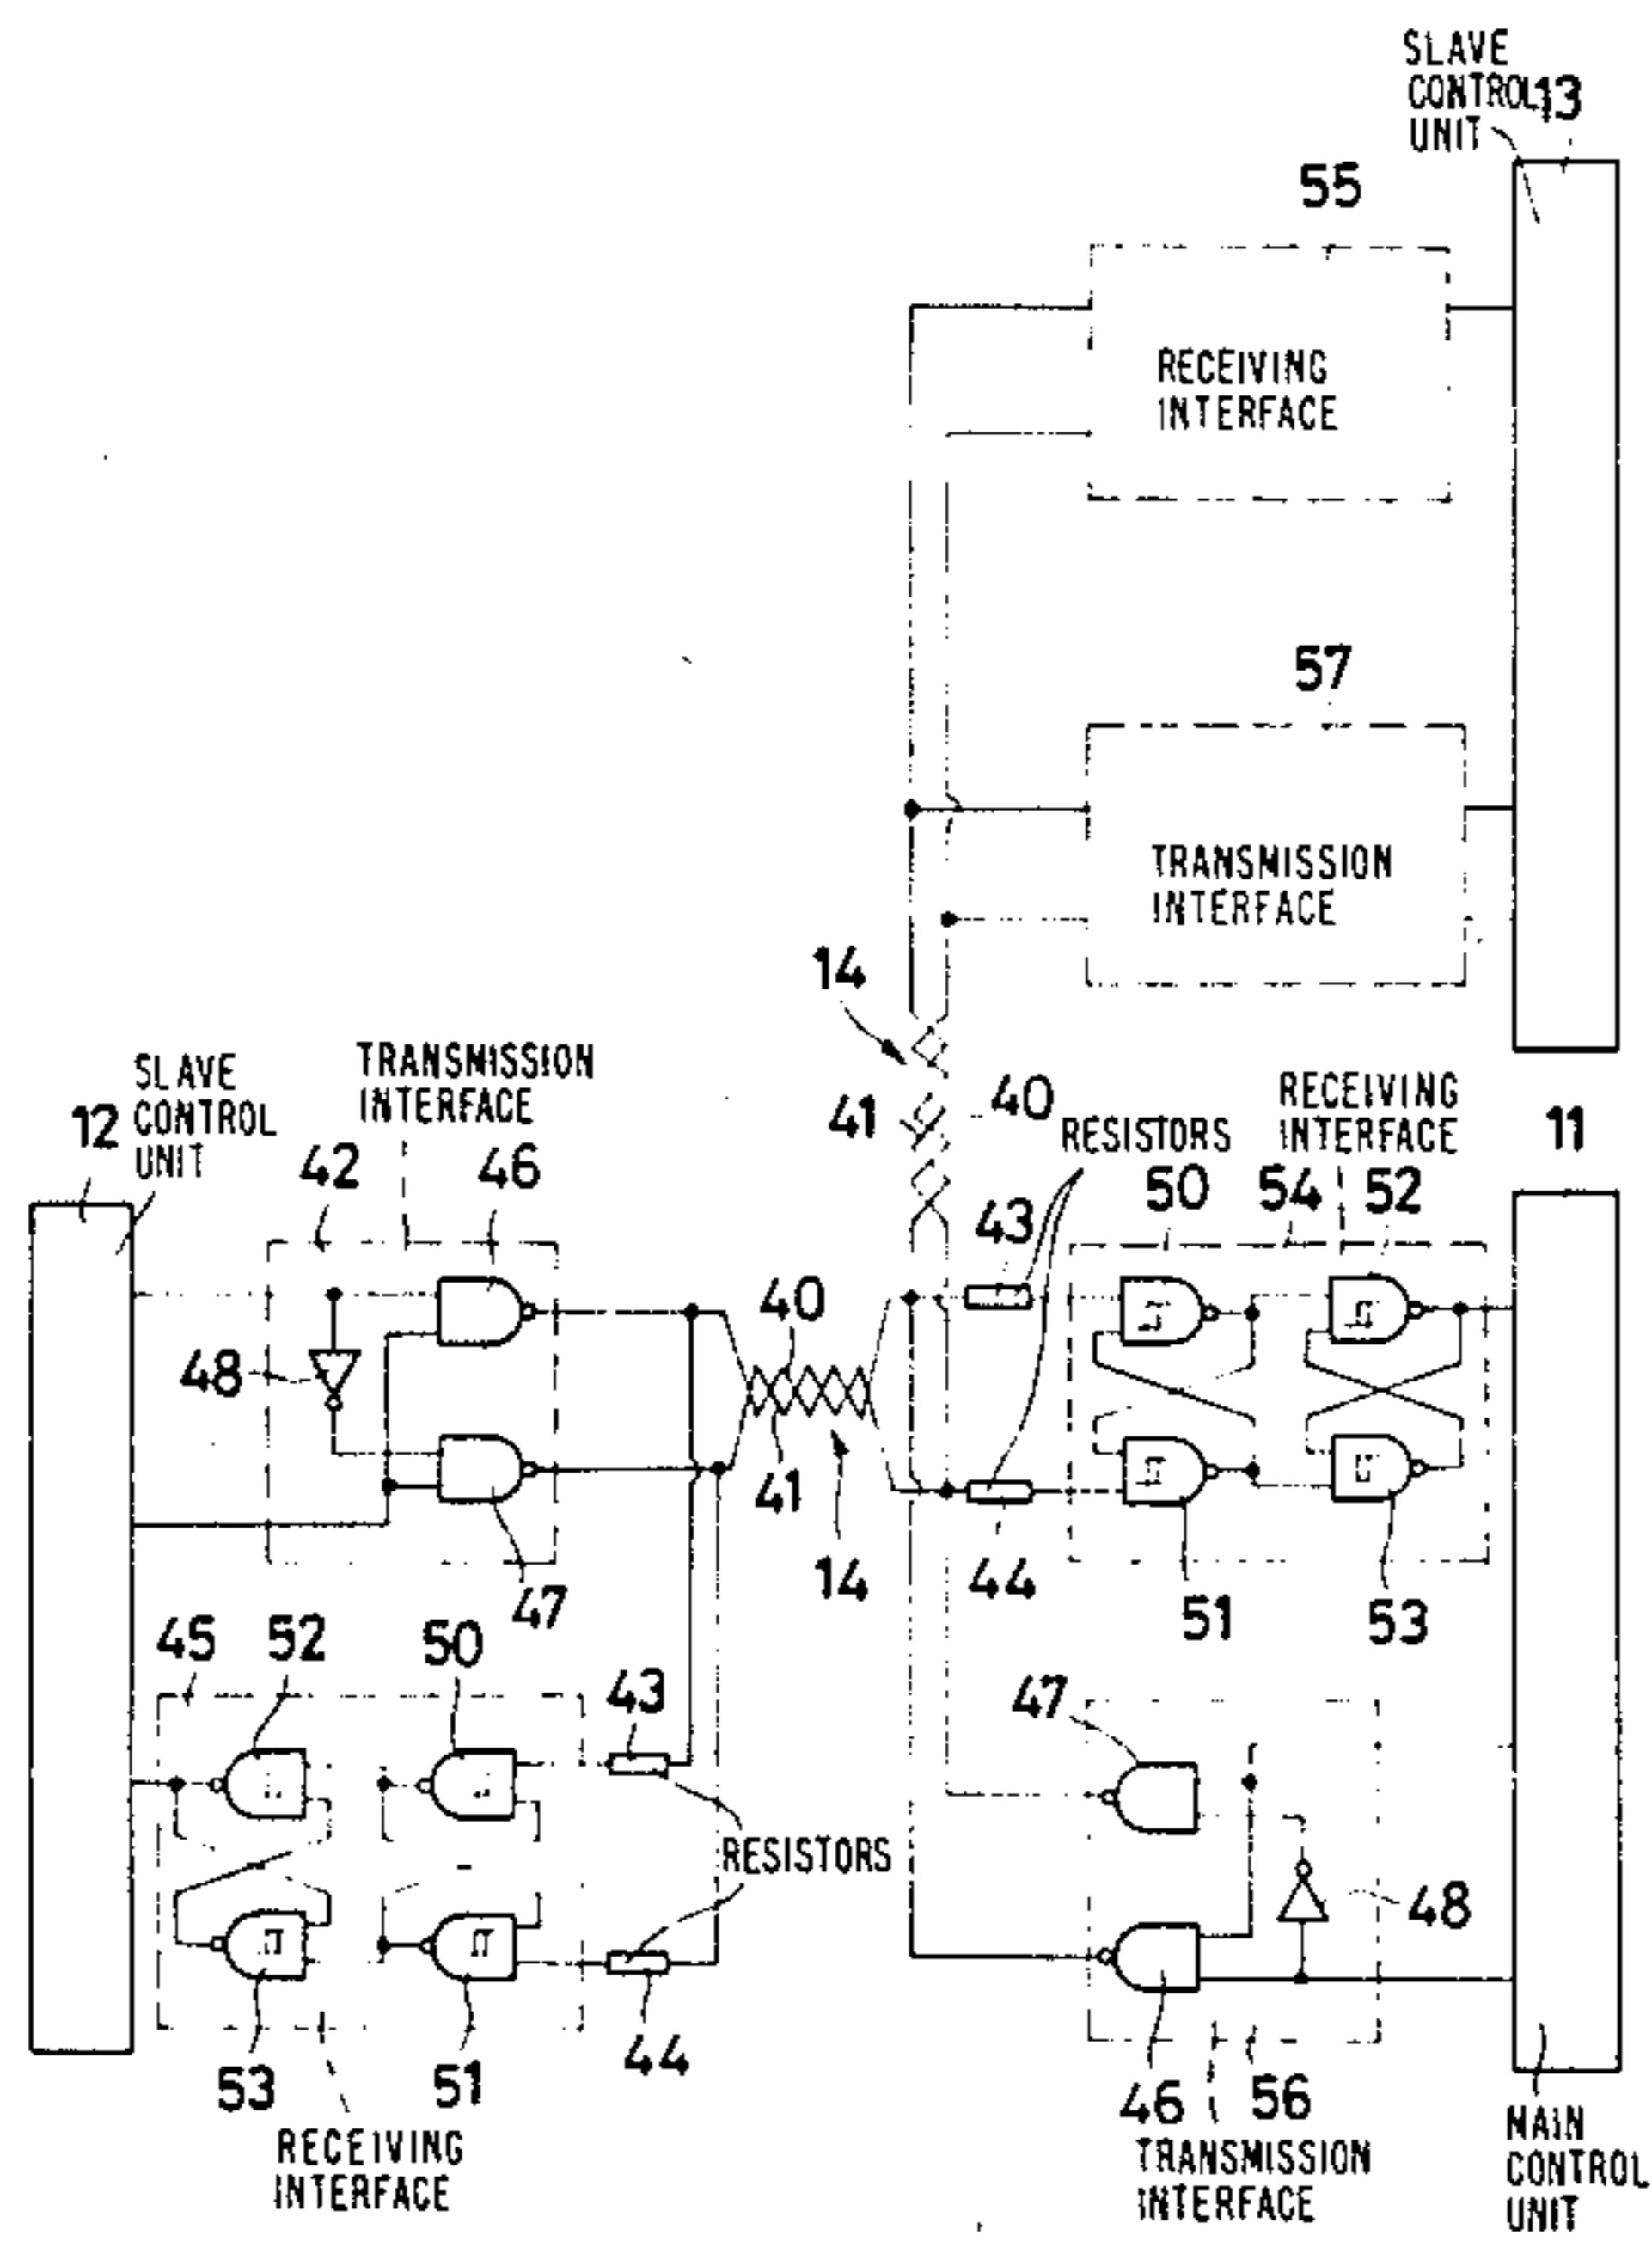 SLAVE
CONTROL
UNIT
13
55
RECEIVING
INTERFACE
57
TRANSMISSION
INTERFACE
14
41
40
RESISTORS
RECEIVING
INTERFACE
11
SLAVE
12
CONTROL
UNIT
TRANSMISSION
INTERFACE
42
46
43
50
54
52
48
40
41
14
47
44
51
53
45
52
50
43
47
RESISTORS
48
53
51
44
46
56
RECEIVING
INTERFACE
TRANSMISSION
INTERFACE
MAIN
CONTROL
UNIT